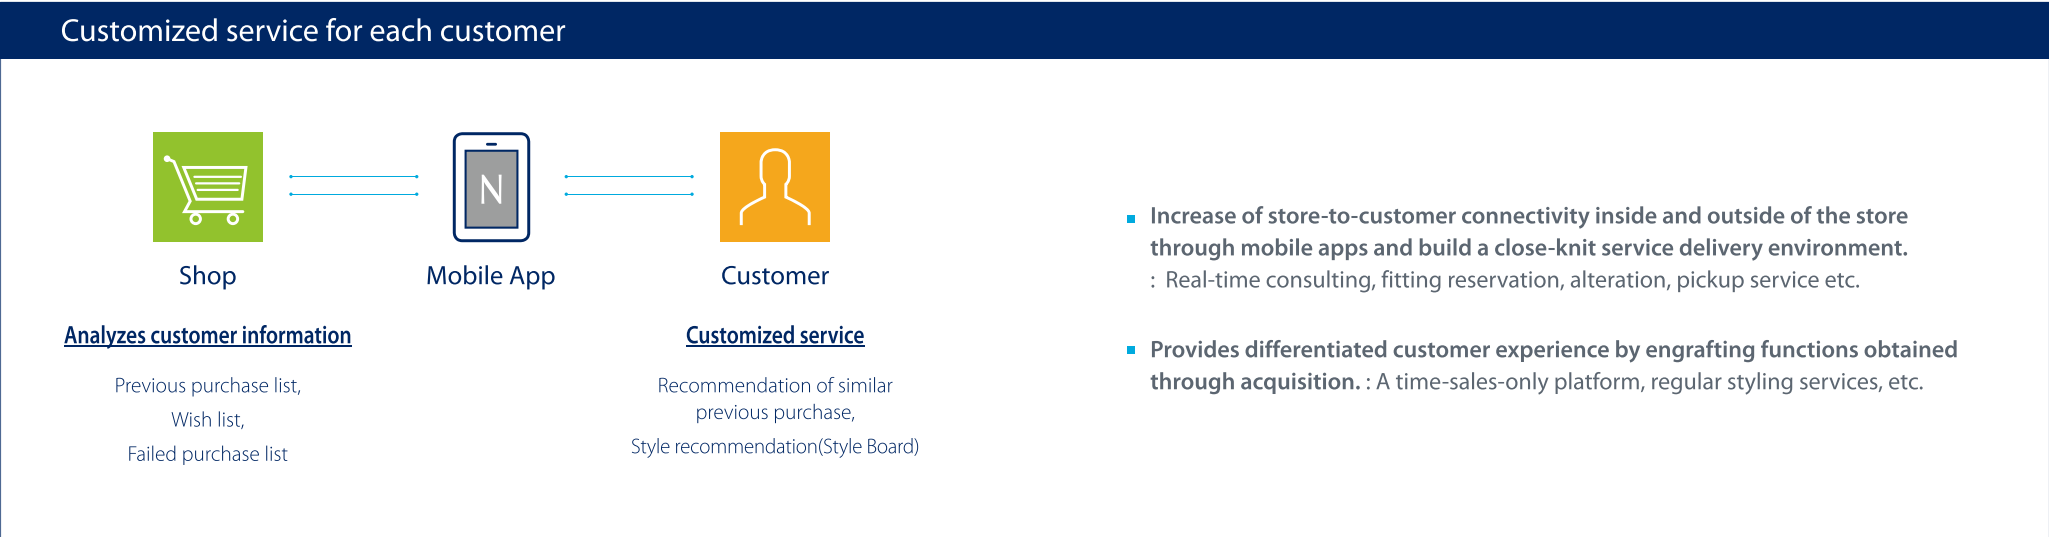 Customized service for each customer
N
Shop
Mobile App
Customer
Analyzes customer information
Previous purchase list,
Wish list,
Failed purchase list
Customized service
Recommendation of similar
previous purchase,
Style recommendation(Style Board)
Increase of store-to-customer connectivity inside and outside of the store
through mobile apps and build a close-knit service delivery environment.
: Real-time consulting, fitting reservation, alteration, pickup service etc.
Provides differentiated customer experience by engrafting functions obtained
through acquisition. : A time-sales-only platform, regular styling services, etc.